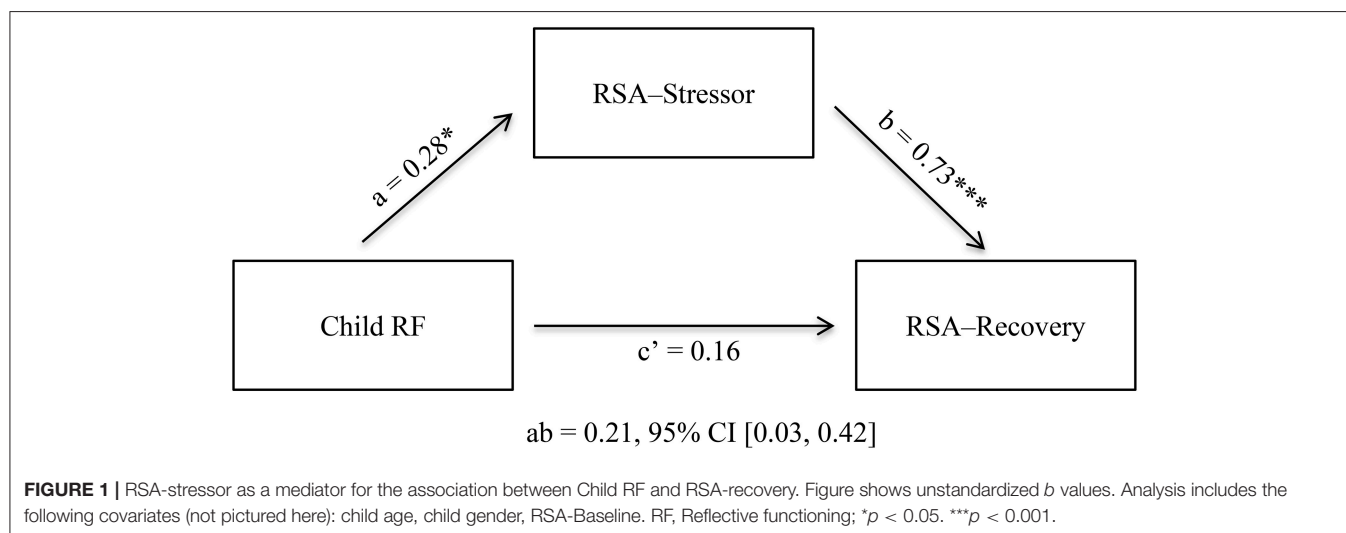 RSA–Stressor
a = 0.28*
b = 0.73***
Child RF
RSA–Recovery
c' = 0.16
ab = 0.21, 95% CI [0.03, 0.42]
FIGURE 1 | RSA-stressor as a mediator for the association between Child RF and RSA-recovery. Figure shows unstandardized b values. Analysis includes the
following covariates (not pictured here): child age, child gender, RSA-Baseline. RF, Reflective functioning; *p < 0.05. ***p < 0.001.